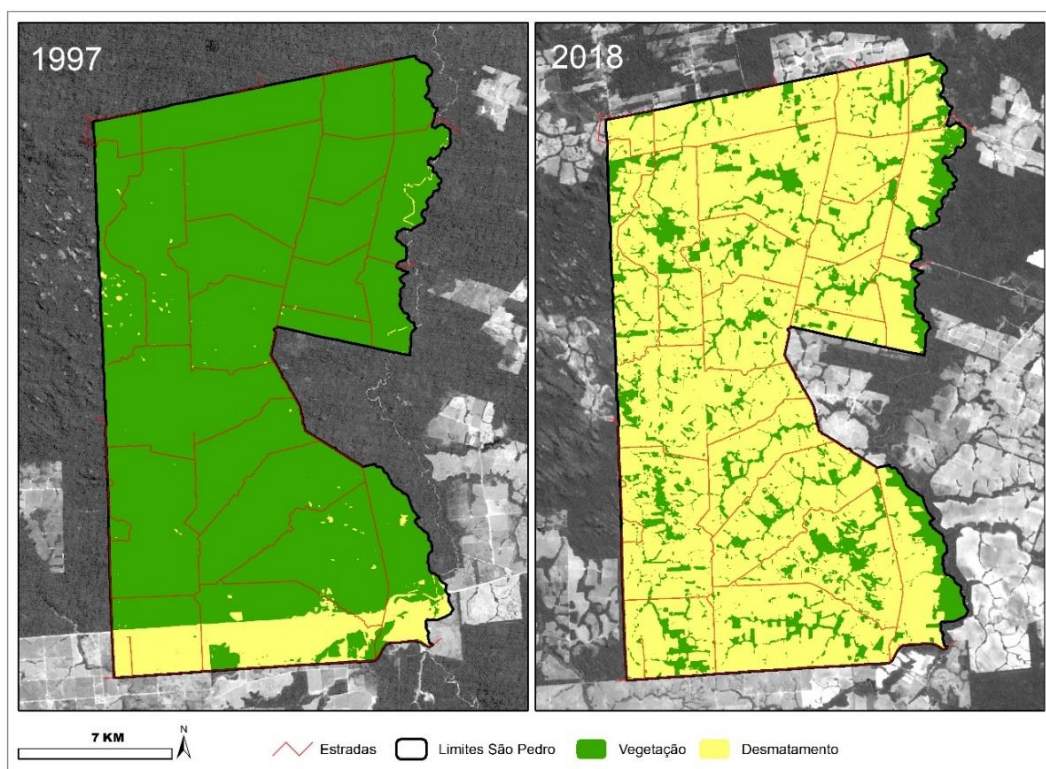 1997
2018
7 KM
N
Estradas
Limites São Pedro
Vegetação
Desmatamento